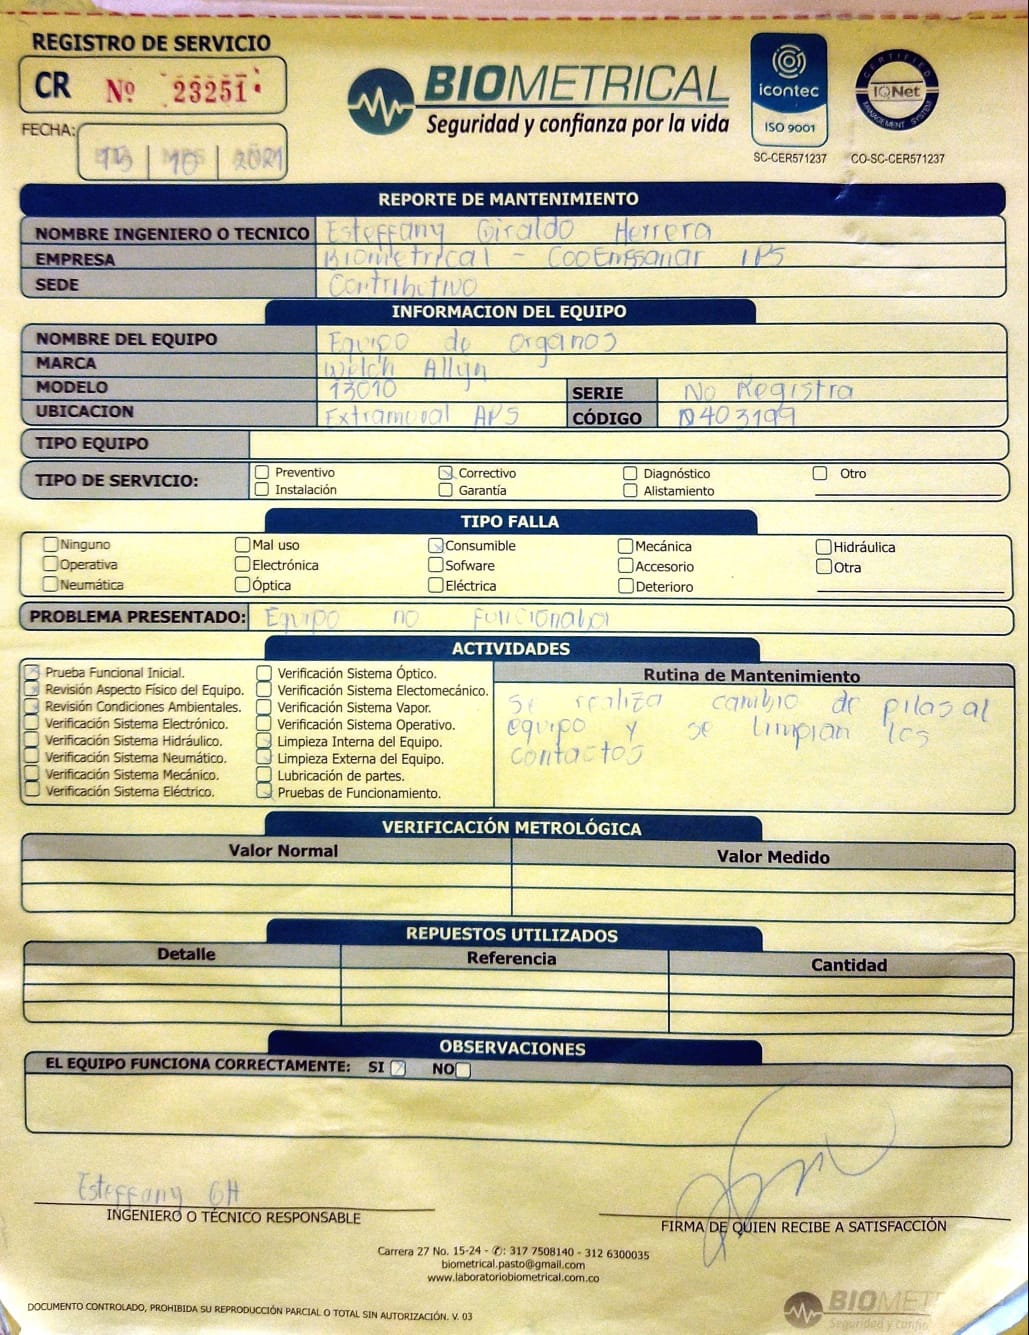 REGISTRO DE SERVICIO
CR Nº 23251
BIOMETRICAL
Seguridad y confianza por la vida
icontec
ISO 9001
SC-CER571237
CERTIFIED
IQNet
MANAGEMENT SYSTEM
CO-SC-CER571237
FECHA: 15 10 2021
REPORTE DE MANTENIMIENTO
NOMBRE INGENIERO O TECNICO Esteffany Giraldo Herrera
EMPRESA Biometrical - CooEmssanar IPS
SEDE Contributivo
INFORMACION DEL EQUIPO
NOMBRE DEL EQUIPO Equipo de organos
MARCA Welch Allyn
MODELO 13010 SERIE No Registra
UBICACION Extramural APS CÓDIGO 0403199
TIPO EQUIPO
TIPO DE SERVICIO: Preventivo Correctivo Diagnóstico Otro
Instalación Garantía Alistamiento
TIPO FALLA
Ninguno Mal uso Consumible Mecánica Hidráulica
Operativa Electrónica Sofware Accesorio Otra
Neumática Óptica Eléctrica Deterioro
PROBLEMA PRESENTADO: Equipo no funcionaba
ACTIVIDADES
Prueba Funcional Inicial. Verificación Sistema Óptico. Rutina de Mantenimiento
Revisión Aspecto Físico del Equipo. Verificación Sistema Electomecánico. Se realiza cambio de pilas al
Revisión Condiciones Ambientales. Verificación Sistema Vapor. equipo y se limpian los
Verificación Sistema Electrónico. Verificación Sistema Operativo. contactos
Verificación Sistema Hidráulico. Limpieza Interna del Equipo.
Verificación Sistema Neumático. Limpieza Externa del Equipo.
Verificación Sistema Mecánico. Lubricación de partes.
Verificación Sistema Eléctrico. Pruebas de Funcionamiento.
VERIFICACIÓN METROLÓGICA
Valor Normal Valor Medido
REPUESTOS UTILIZADOS
Detalle Referencia Cantidad
OBSERVACIONES
EL EQUIPO FUNCIONA CORRECTAMENTE: SI NO
Esteffany GH
INGENIERO O TÉCNICO RESPONSABLE
FIRMA DE QUIEN RECIBE A SATISFACCIÓN
Carrera 27 No. 15-24 - ✆: 317 7508140 - 312 6300035
biometrical.pasto@gmail.com
www.laboratoriobiometrical.com.co
DOCUMENTO CONTROLADO, PROHIBIDA SU REPRODUCCIÓN PARCIAL O TOTAL SIN AUTORIZACIÓN. V. 03
BIOMET
Seguridad y confia